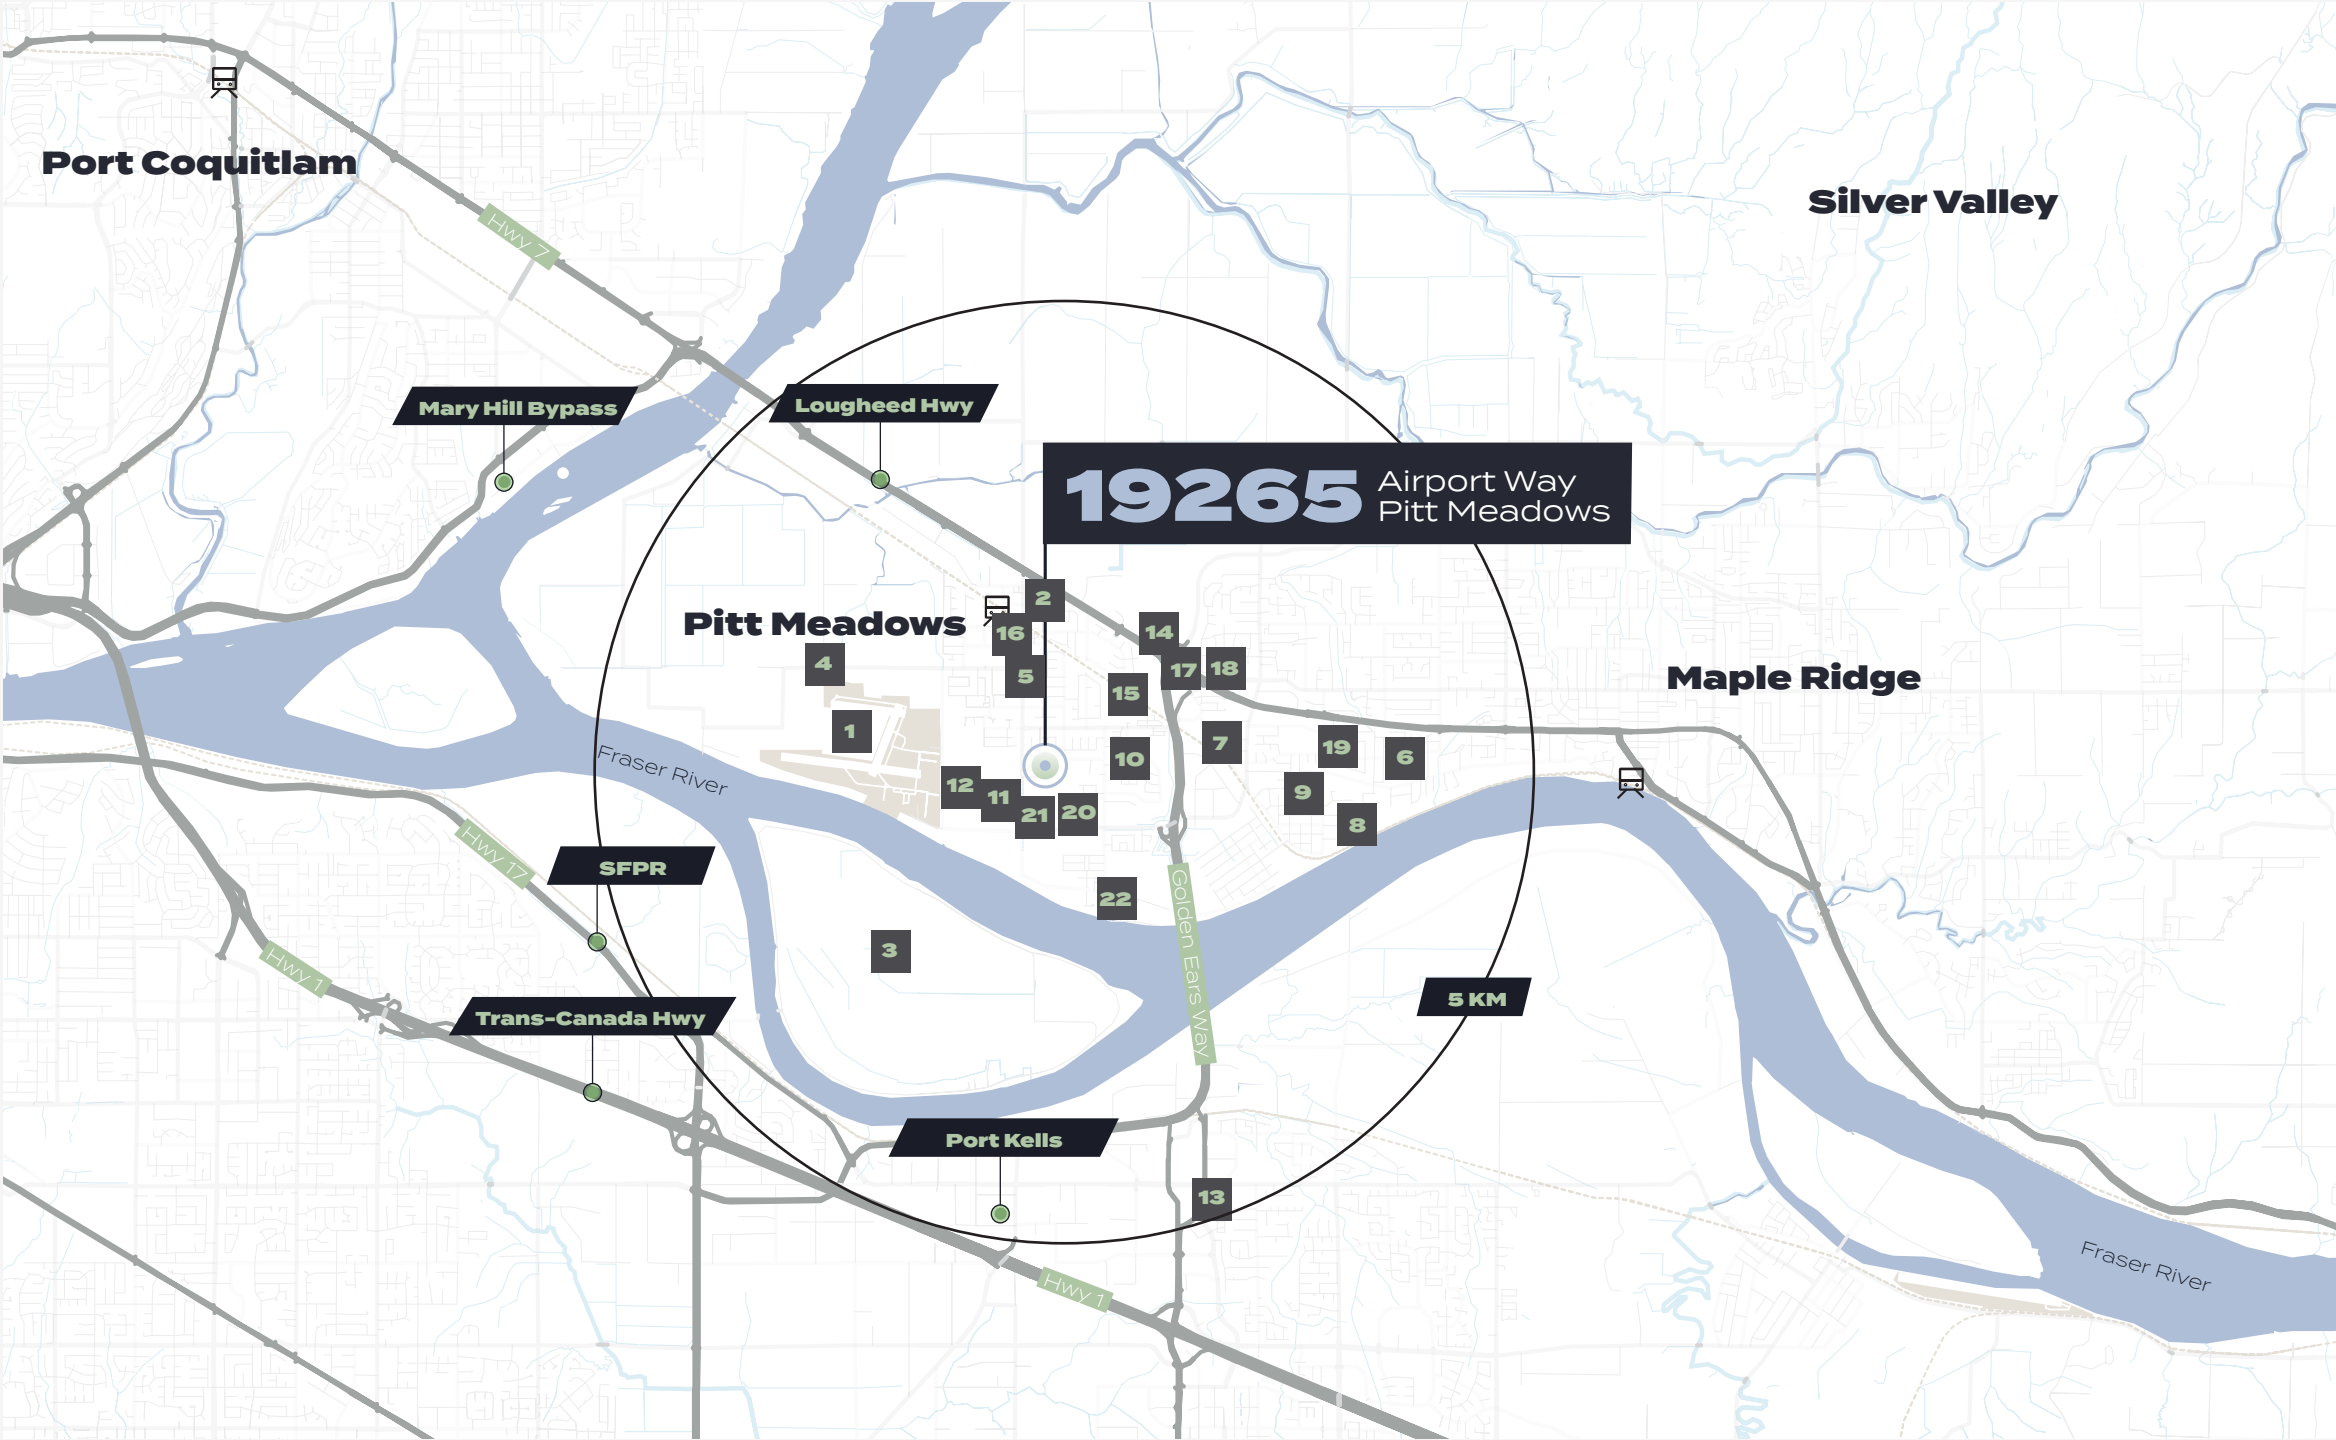 Port Coquitlam
Silver Valley
Hwy 7
Mary Hill Bypass
Lougheed Hwy
19265
Airport Way
Pitt Meadows
2
Pitt Meadows
16
14
4
5
17
18
15
Maple Ridge
1
7
19
6
10
Fraser River
12
11
9
21
20
8
Hwy 17
SFPR
22
Golden Ears Way
3
Hwy 1
5 KM
Trans-Canada Hwy
Port Kells
13
Fraser River
Hwy 1